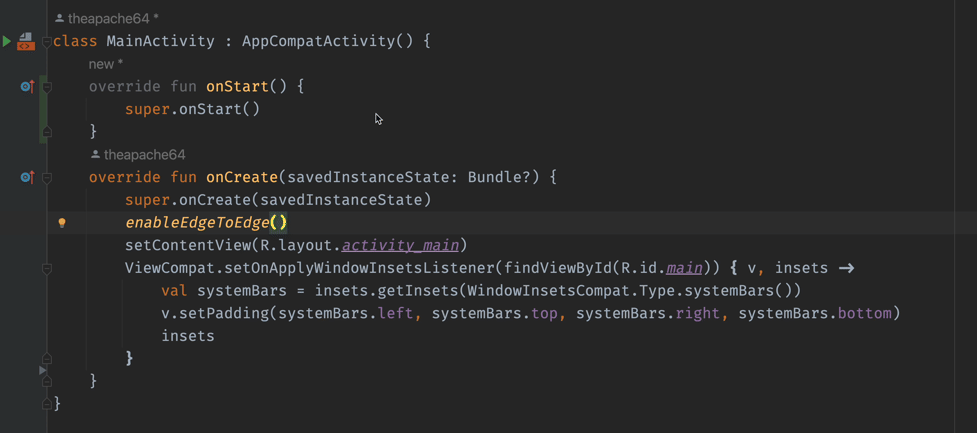 theapache64 *
class MainActivity : AppCompatActivity() {
new *
override fun onStart() {
super.onStart()
}
theapache64
override fun onCreate(savedInstanceState: Bundle?) {
super.onCreate(savedInstanceState)
enableEdgeToEdge()
setContentView(R.layout.activity_main)
ViewCompat.setOnApplyWindowInsetsListener(findViewById(R.id.main)) { v, insets →
val systemBars = insets.getInsets(WindowInsetsCompat.Type.systemBars())
v.setPadding(systemBars.left, systemBars.top, systemBars.right, systemBars.bottom)
insets
}
}
}